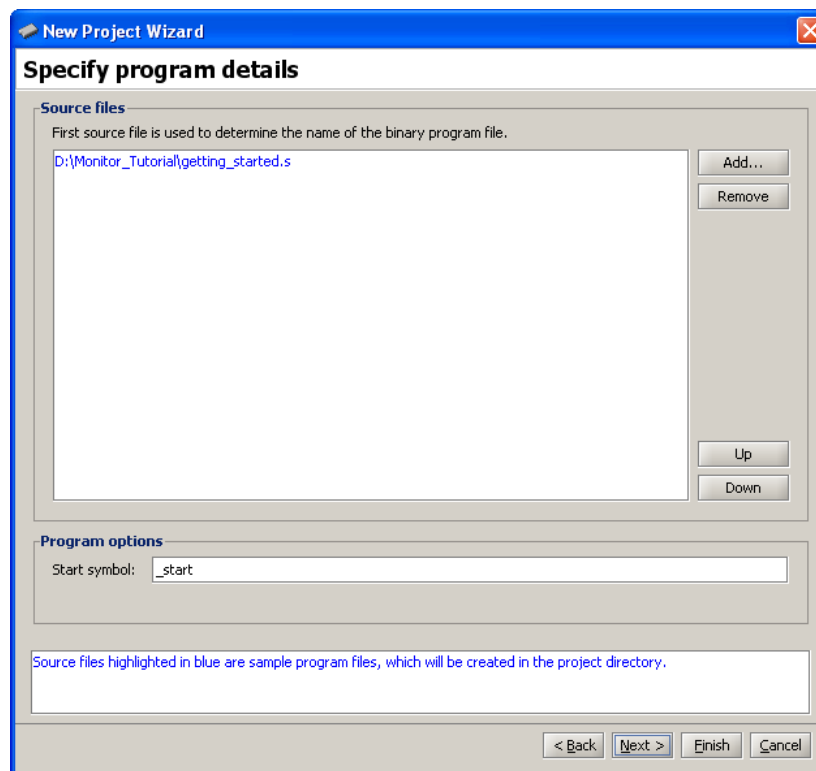 New Project Wizard
Specify program details
Source files
First source file is used to determine the name of the binary program file.
D:\Monitor_Tutorial\getting_started.s
Add...
Remove
Up
Down
Program options
Start symbol: _start
Source files highlighted in blue are sample program files, which will be created in the project directory.
< Back Next > Finish Cancel